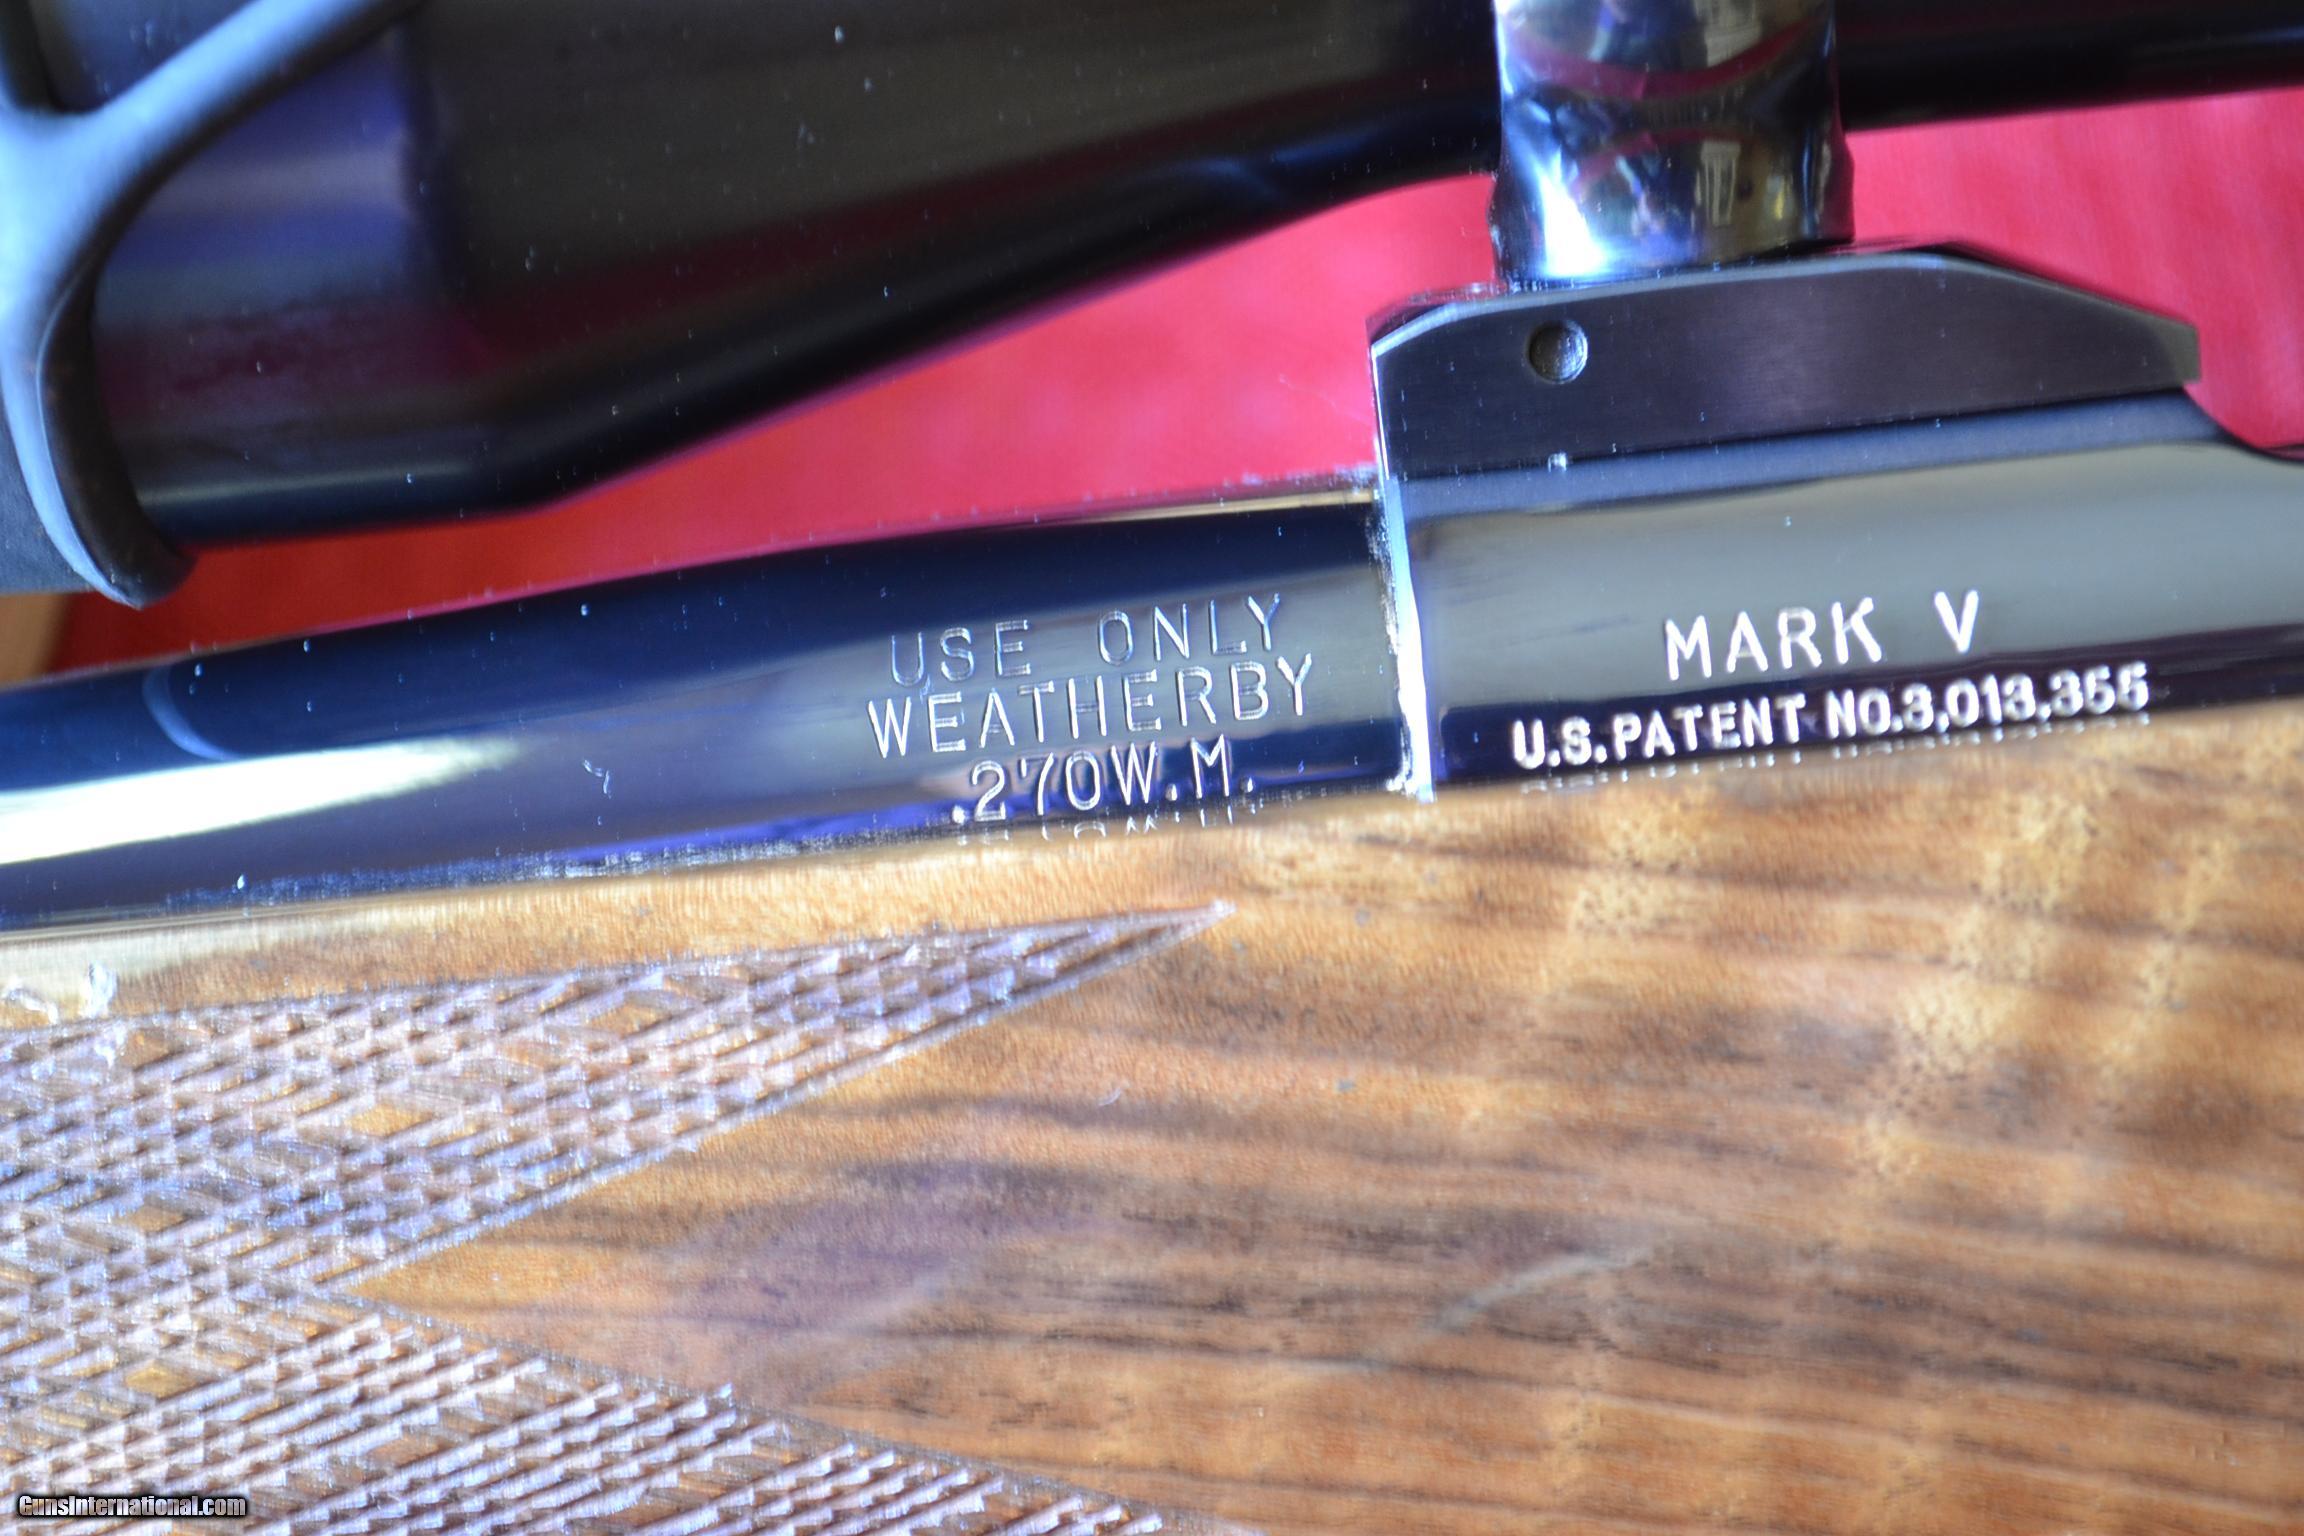 USE ONLY
WEATHERBY
.270W.M.
MARK V
U.S.PATENT NO.3,013,355
GunsInternational.com